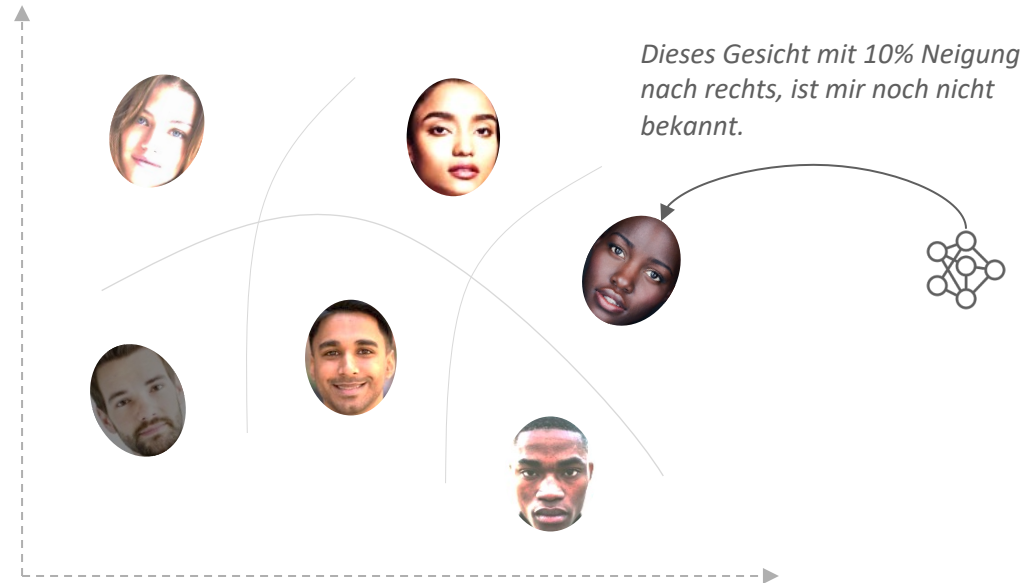 Dieses Gesicht mit 10% Neigung
nach rechts, ist mir noch nicht
bekannt.